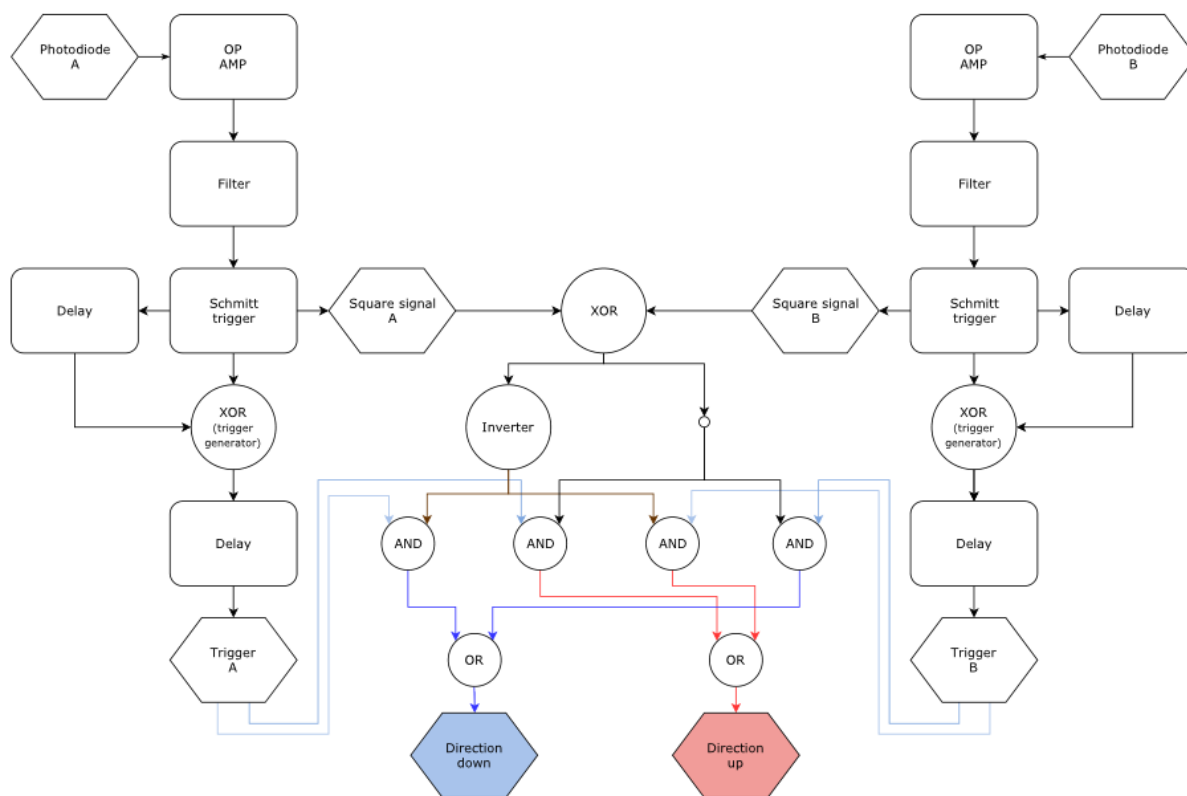 Photodiode
A
OP
AMP
OP
AMP
Photodiode
B
Filter
Filter
Delay
Schmitt
trigger
Square signal
A
XOR
Square signal
B
Schmitt
trigger
Delay
XOR
(trigger
generator)
Inverter
XOR
(trigger
generator)
Delay
AND
AND
AND
AND
Delay
Trigger
A
OR
OR
Trigger
B
Direction
down
Direction
up